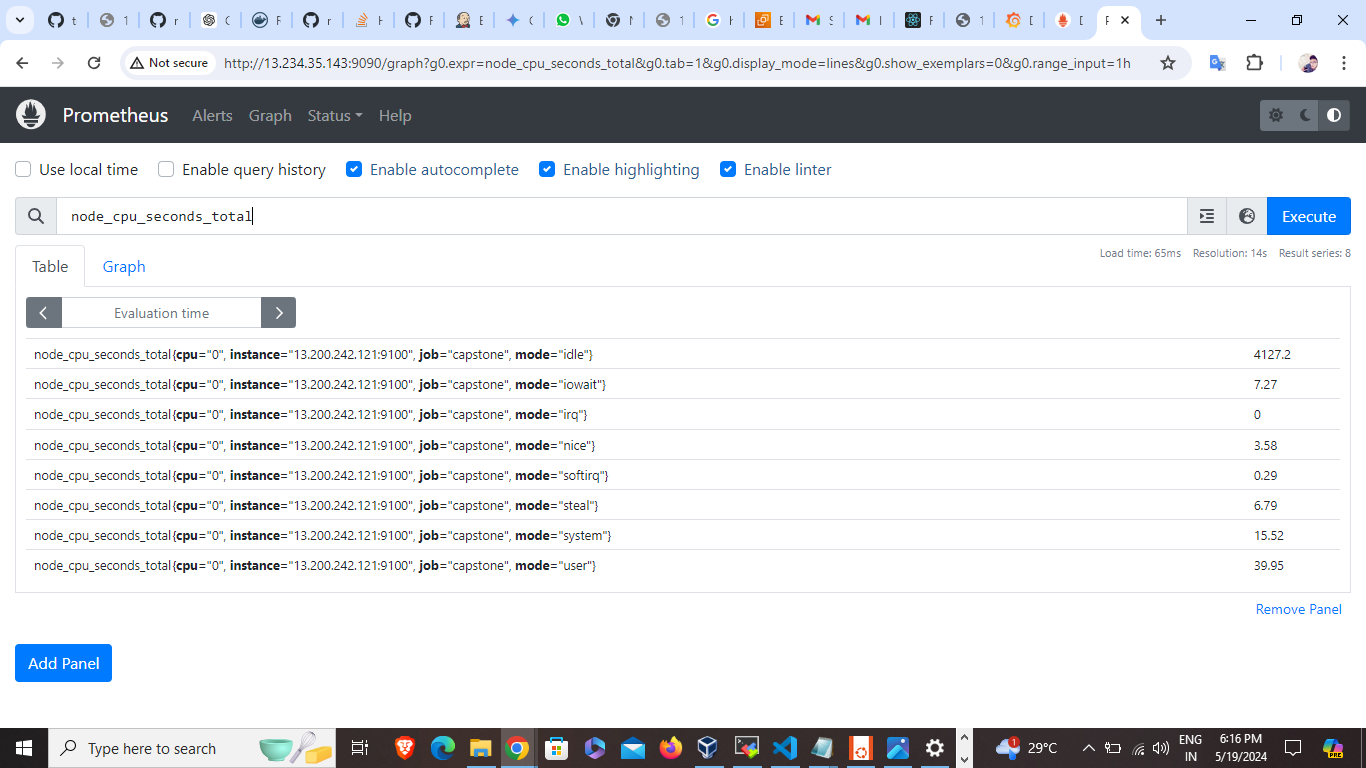 t
1
r
C
F
r
H
F
E
C
V
N
1
H
E
S
I
F
1
D
D
F
Not secure
http://13.234.35.143:9090/graph?g0.expr=node_cpu_seconds_total&g0.tab=1&g0.display_mode=lines&g0.show_exemplars=0&g0.range_input=1h
Prometheus Alerts Graph Status Help
Use local time Enable query history Enable autocomplete Enable highlighting Enable linter
node_cpu_seconds_total
Execute
Table Graph
Load time: 65ms Resolution: 14s Result series: 8
Evaluation time
node_cpu_seconds_total{cpu="0", instance="13.200.242.121:9100", job="capstone", mode="idle"} 4127.2
node_cpu_seconds_total{cpu="0", instance="13.200.242.121:9100", job="capstone", mode="iowait"} 7.27
node_cpu_seconds_total{cpu="0", instance="13.200.242.121:9100", job="capstone", mode="irq"} 0
node_cpu_seconds_total{cpu="0", instance="13.200.242.121:9100", job="capstone", mode="nice"} 3.58
node_cpu_seconds_total{cpu="0", instance="13.200.242.121:9100", job="capstone", mode="softirq"} 0.29
node_cpu_seconds_total{cpu="0", instance="13.200.242.121:9100", job="capstone", mode="steal"} 6.79
node_cpu_seconds_total{cpu="0", instance="13.200.242.121:9100", job="capstone", mode="system"} 15.52
node_cpu_seconds_total{cpu="0", instance="13.200.242.121:9100", job="capstone", mode="user"} 39.95
Remove Panel
Add Panel
Type here to search
1
29°C
ENG
IN
6:16 PM
5/19/2024
PRE